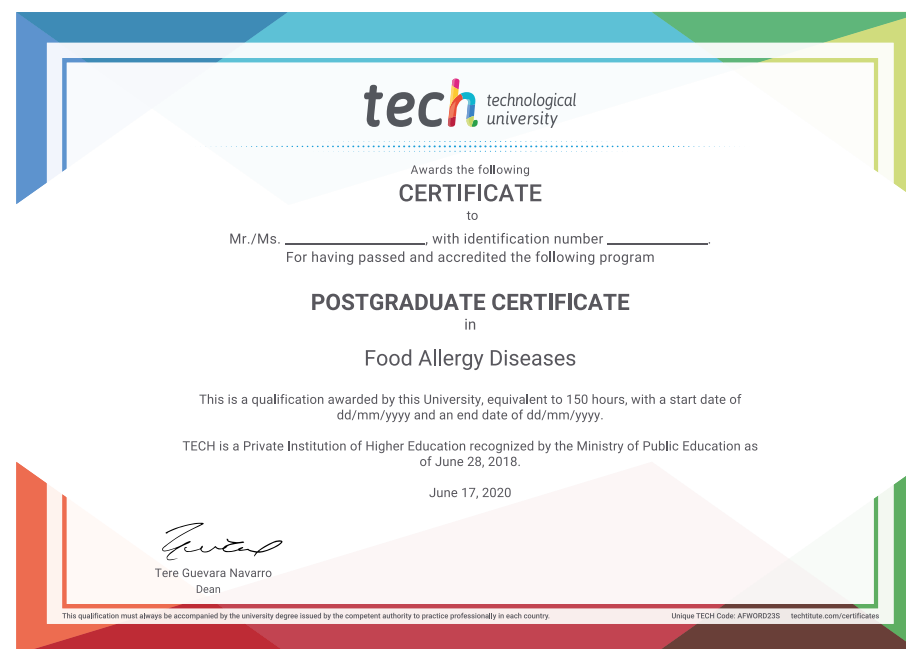 tech technological
university
Awards the following
CERTIFICATE
to
Mr./Ms. ____________________, with identification number ______________.
For having passed and accredited the following program
POSTGRADUATE CERTIFICATE
in
Food Allergy Diseases
This is a qualification awarded by this University, equivalent to 150 hours, with a start date of
dd/mm/yyyy and an end date of dd/mm/yyyy.
TECH is a Private Institution of Higher Education recognized by the Ministry of Public Education as
of June 28, 2018.
June 17, 2020
Tere Guevara Navarro
Dean
This qualification must always be accompanied by the university degree issued by the competent authority to practice professionally in each country.
Unique TECH Code: AFWORD23S techtitute.com/certificates